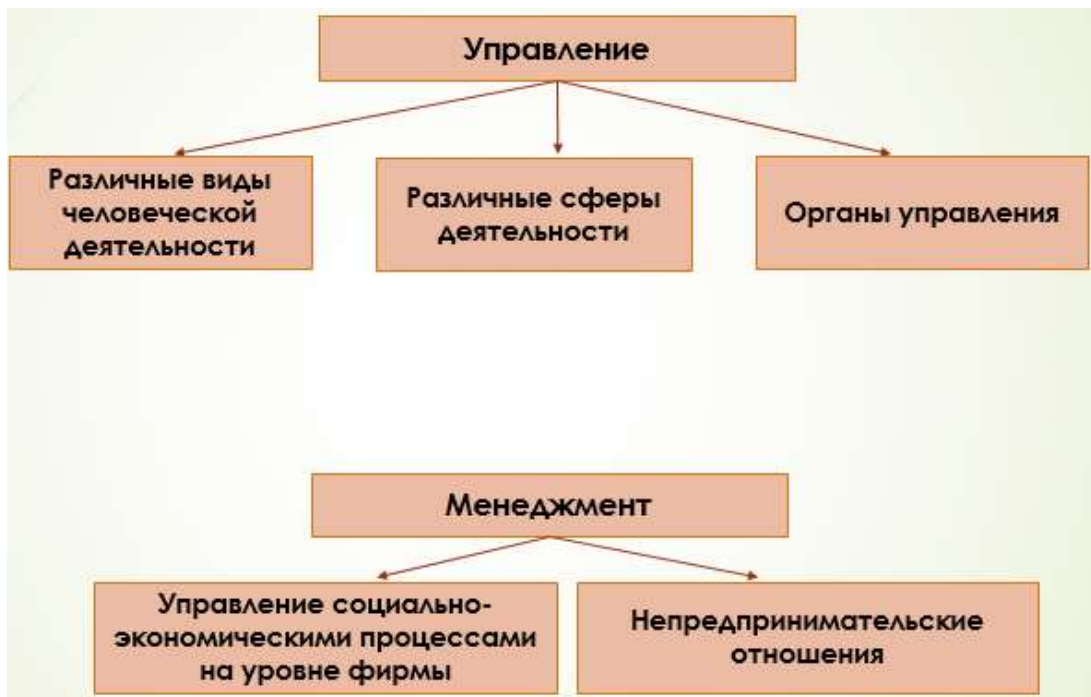 Управление
Различные виды
человеческой
деятельности
Различные сферы
деятельности
Органы управления
Менеджмент
Управление социально-
экономическими процессами
на уровне фирмы
Непредпринимательские
отношения